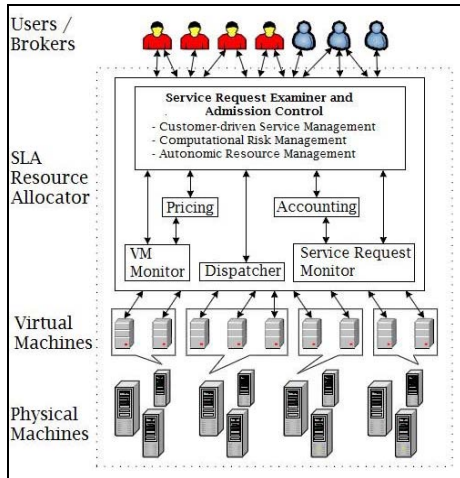 Users /
Brokers
Service Request Examiner and
Admission Control
- Customer-driven Service Management
- Computational Risk Management
- Autonomic Resource Management
SLA
Resource
Allocator
Pricing
Accounting
VM
Monitor
Dispatcher
Service Request
Monitor
Virtual
Machines
Physical
Machines